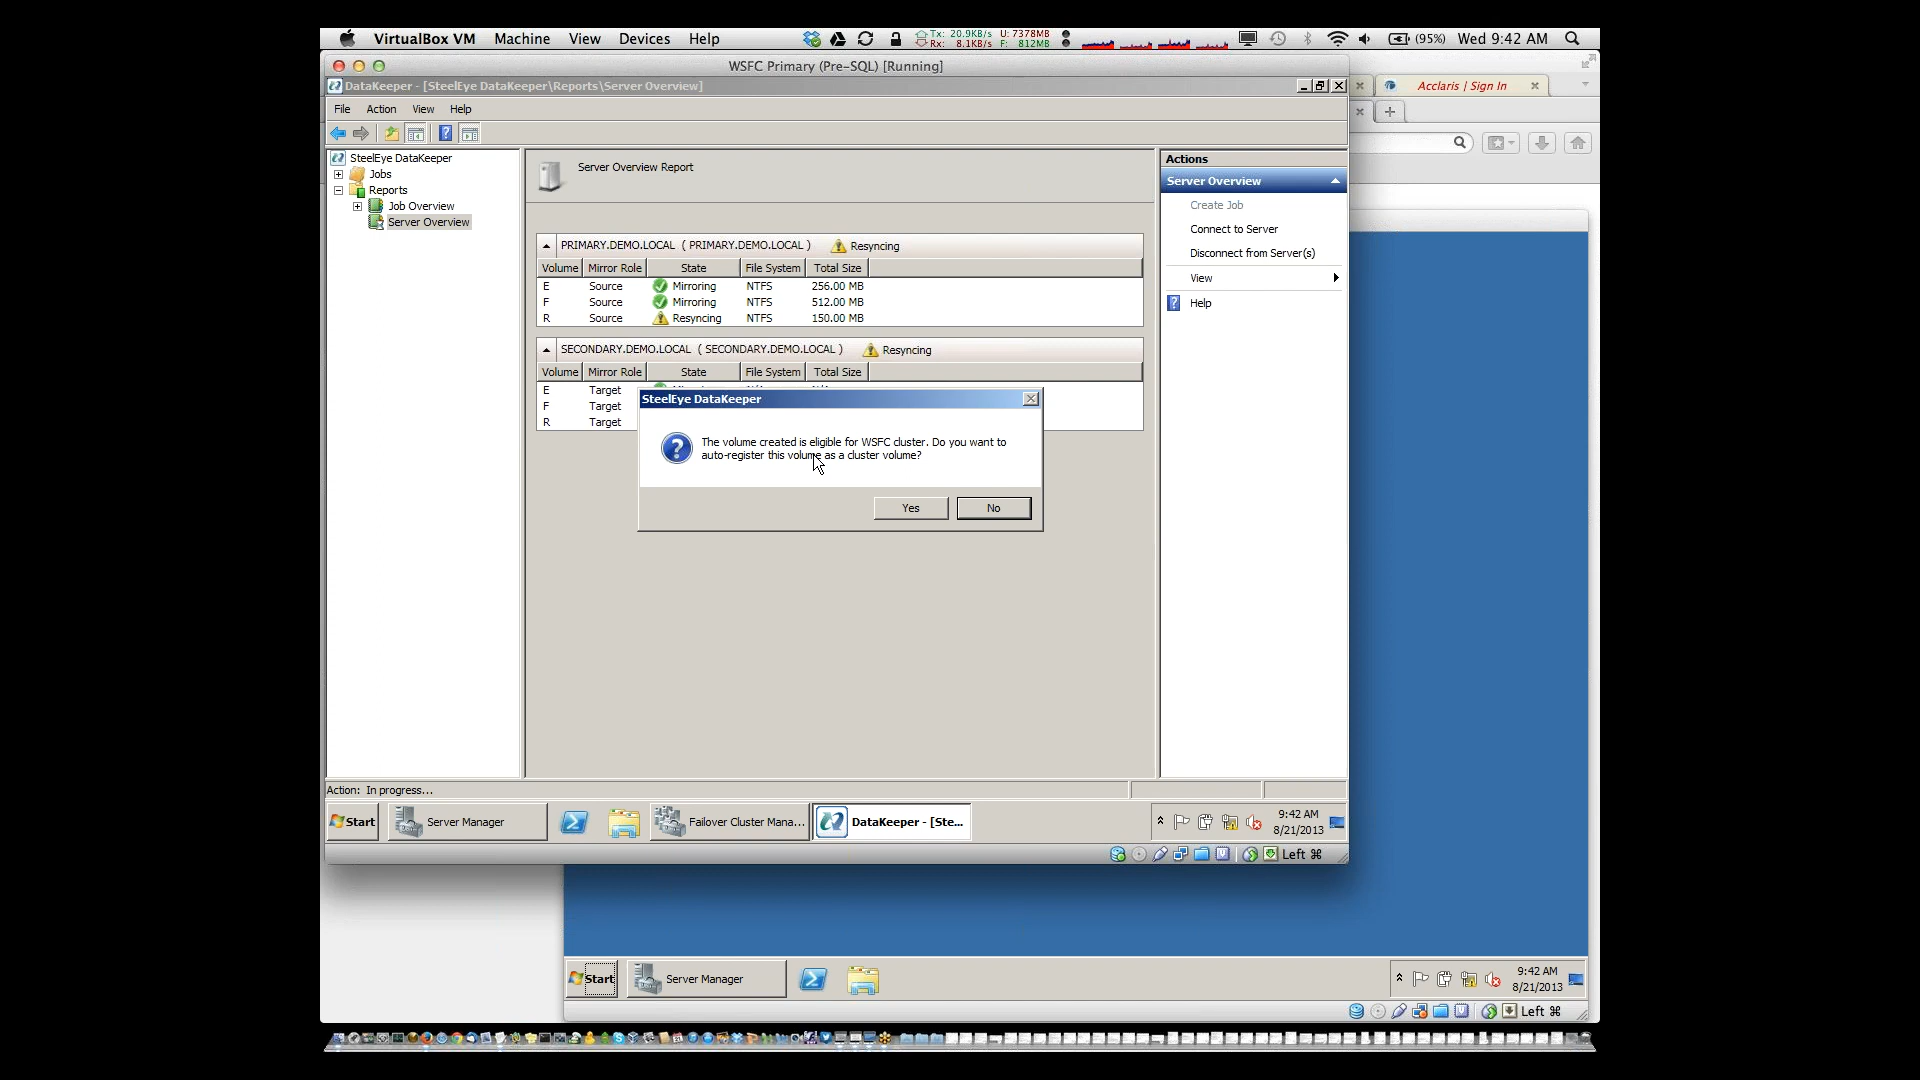 VirtualBox VM Machine View Devices Help
Tx: 20.9KB/s U: 7378MB
Rx: 8.1KB/s F: 812MB
(95%) Wed 9:42 AM
WSFC Primary (Pre-SQL) [Running]
DataKeeper - [SteelEye DataKeeper\Reports\Server Overview]
Acclaris | Sign In
File Action View Help
SteelEye DataKeeper
Jobs
Reports
Job Overview
Server Overview
Server Overview Report
PRIMARY.DEMO.LOCAL ( PRIMARY.DEMO.LOCAL ) Resyncing
Volume Mirror Role State File System Total Size
E Source Mirroring NTFS 256.00 MB
F Source Mirroring NTFS 512.00 MB
R Source Resyncing NTFS 150.00 MB
SECONDARY.DEMO.LOCAL ( SECONDARY.DEMO.LOCAL ) Resyncing
Volume Mirror Role State File System Total Size
E Target
F Target
R Target
SteelEye DataKeeper
The volume created is eligible for WSFC cluster. Do you want to
auto-register this volume as a cluster volume?
Yes No
Actions
Server Overview
Create Job
Connect to Server
Disconnect from Server(s)
View
Help
Action: In progress...
Start Server Manager Failover Cluster Mana... DataKeeper - [Ste...
9:42 AM
8/21/2013
Left ⌘
Start Server Manager
9:42 AM
8/21/2013
Left ⌘